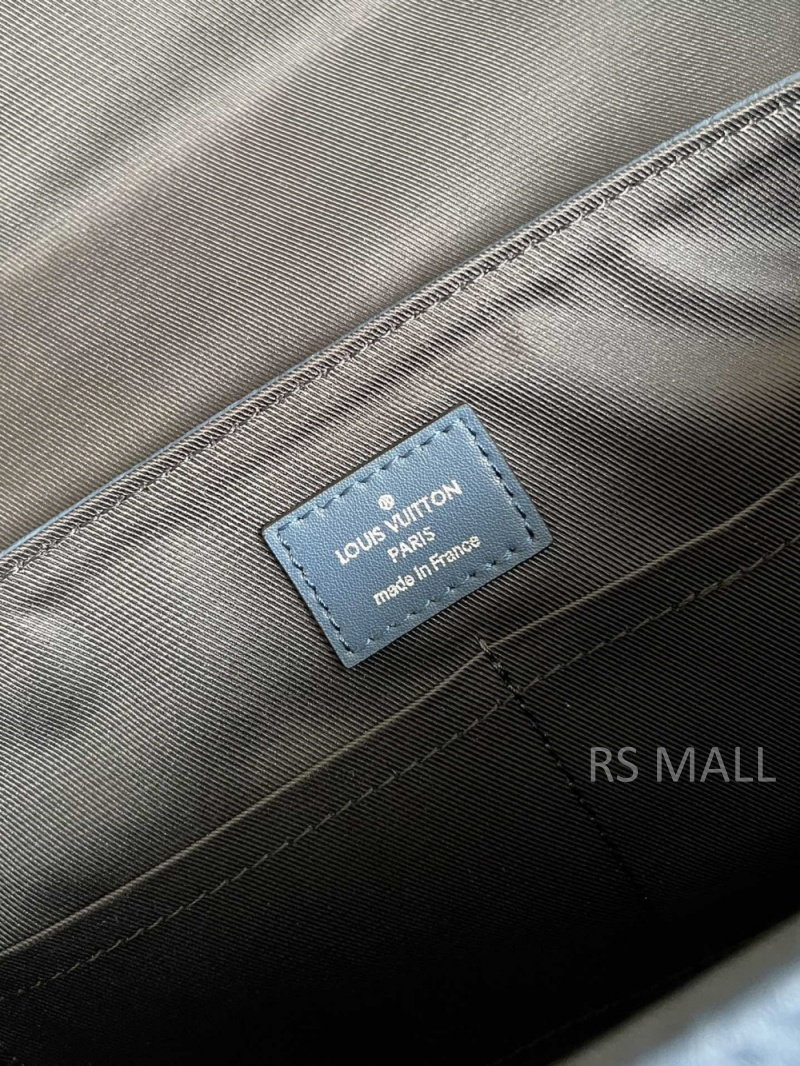 LOUIS VUITTON
PARIS
made in France
RS MALL